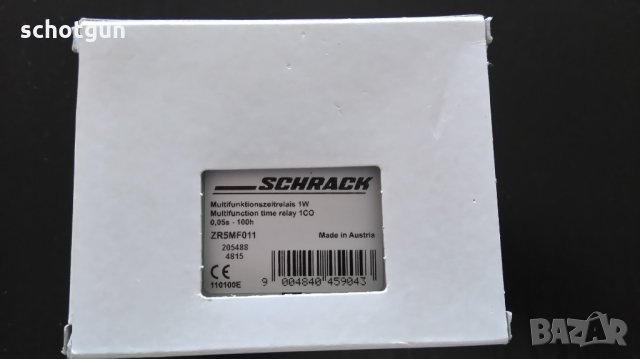 schotgun
SCHRACK
Multifunktionszeitrelais 1W
Multifunction time relay 1CO
0,05s - 100h
ZR5MF011
Made in Austria
205488
4815
CE
110100E
9 004840 459043
BAZAR